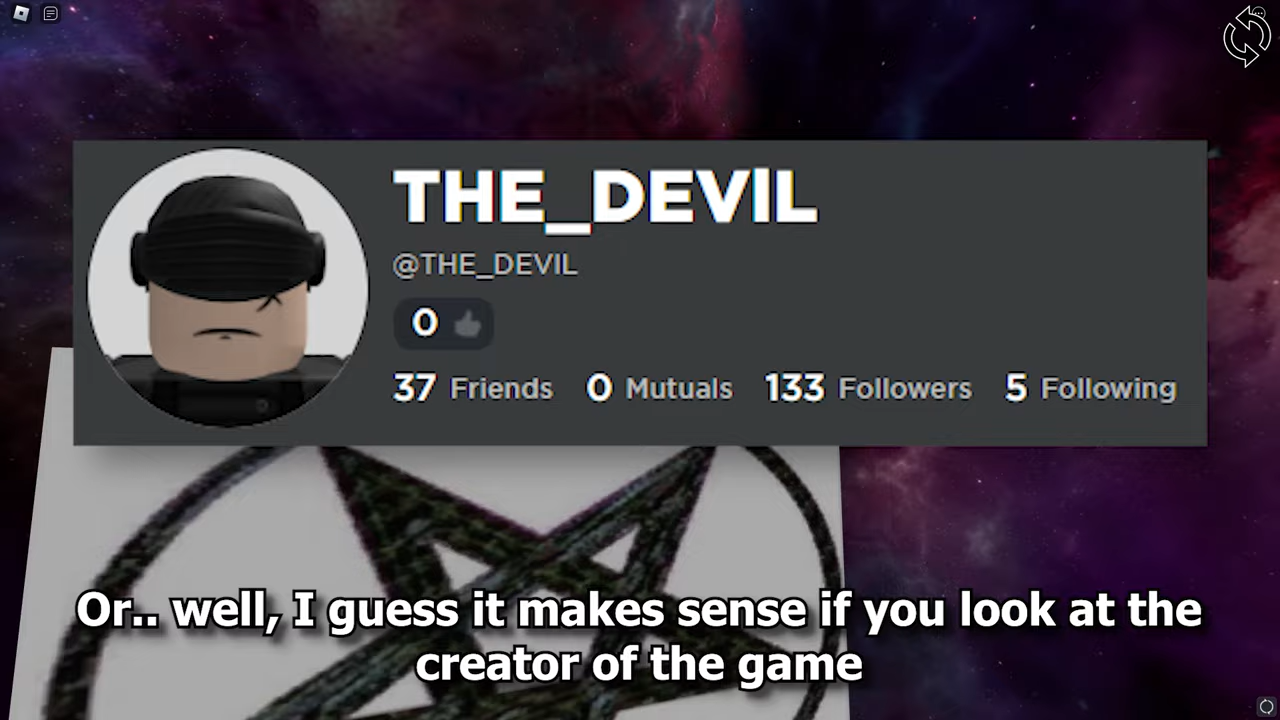 THE_DEVlL
@THE_DEVIL
0
37 Friends 0 Mutuals 133 Followers 5 Following
Or.. well, I guess it makes sense if you look at the
creator of the game